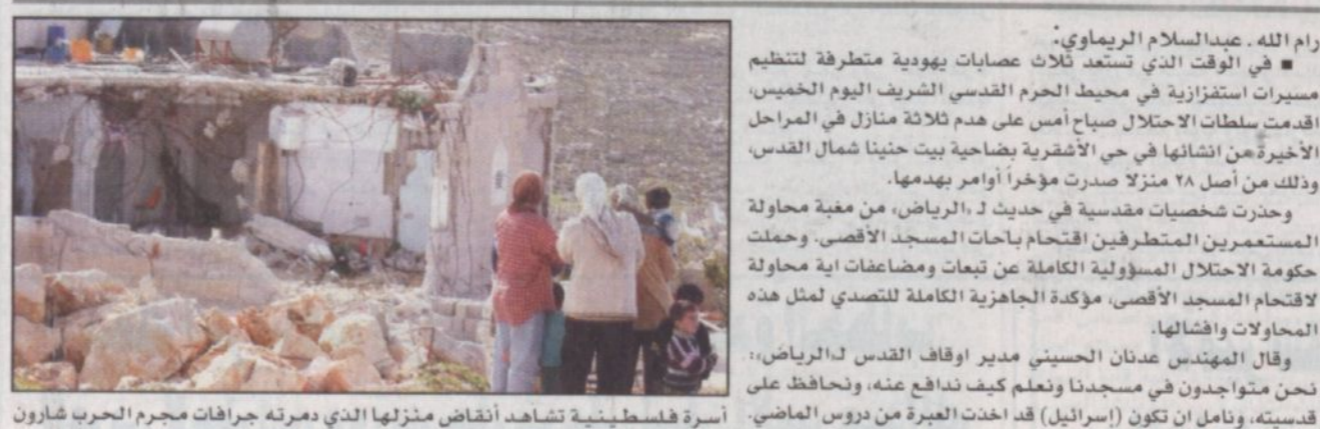 رام الله ـ عبدالسلام الريماوي:
■ في الوقت الذي تستعد ثلاث عصابات يهودية متطرفة لتنظيم
مسيرات استفزازية في محيط الحرم القدسي الشريف اليوم الخميس،
اقدمت سلطات الاحتلال صباح أمس على هدم ثلاثة منازل في المراحل
الأخيرة من انشائها في حي الأشقرية بضاحية بيت حنينا شمال القدس،
وذلك من أصل ٢٨ منزلاً صدرت مؤخراً أوامر بهدمها.
وحذرت شخصيات مقدسية في حديث لـ «الرياض» من مغبة محاولة
المستعمرين المتطرفين اقتحام باحات المسجد الأقصى. وحملت
حكومة الاحتلال المسؤولية الكاملة عن تبعات ومضاعفات اية محاولة
لاقتحام المسجد الأقصى، مؤكدة الجاهزية الكاملة للتصدي لمثل هذه
المحاولات وافشالها.
وقال المهندس عدنان الحسيني مدير اوقاف القدس لـ«الرياض»:
نحن متواجدون في مسجدنا ونعلم كيف ندافع عنه، ونحافظ على
قدسيته، ونامل ان تكون (إسرائيل) قد اخذت العبرة من دروس الماضي.
أسرة فلسطينية تشاهد أنقاض منزلها الذي دمرته جرافات مجرم الحرب شارون